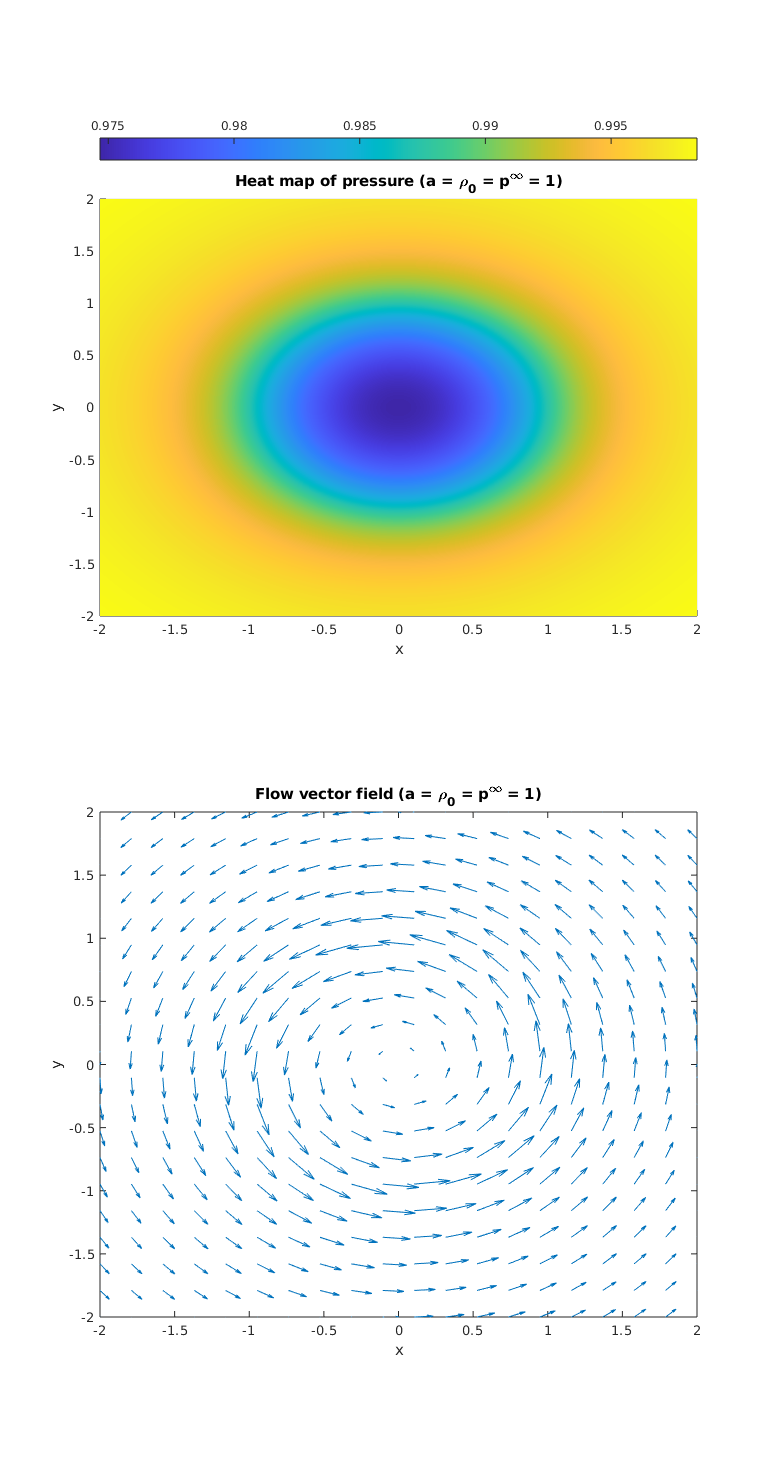 0.975 0.98 0.985 0.99 0.995
Heat map of pressure (a = ρ₀ = p^∞ = 1)
2
1.5
1
0.5
y 0
-0.5
-1
-1.5
-2
-2 -1.5 -1 -0.5 0 0.5 1 1.5 2
x
Flow vector field (a = ρ₀ = p^∞ = 1)
2
1.5
1
0.5
y 0
-0.5
-1
-1.5
-2
-2 -1.5 -1 -0.5 0 0.5 1 1.5 2
x